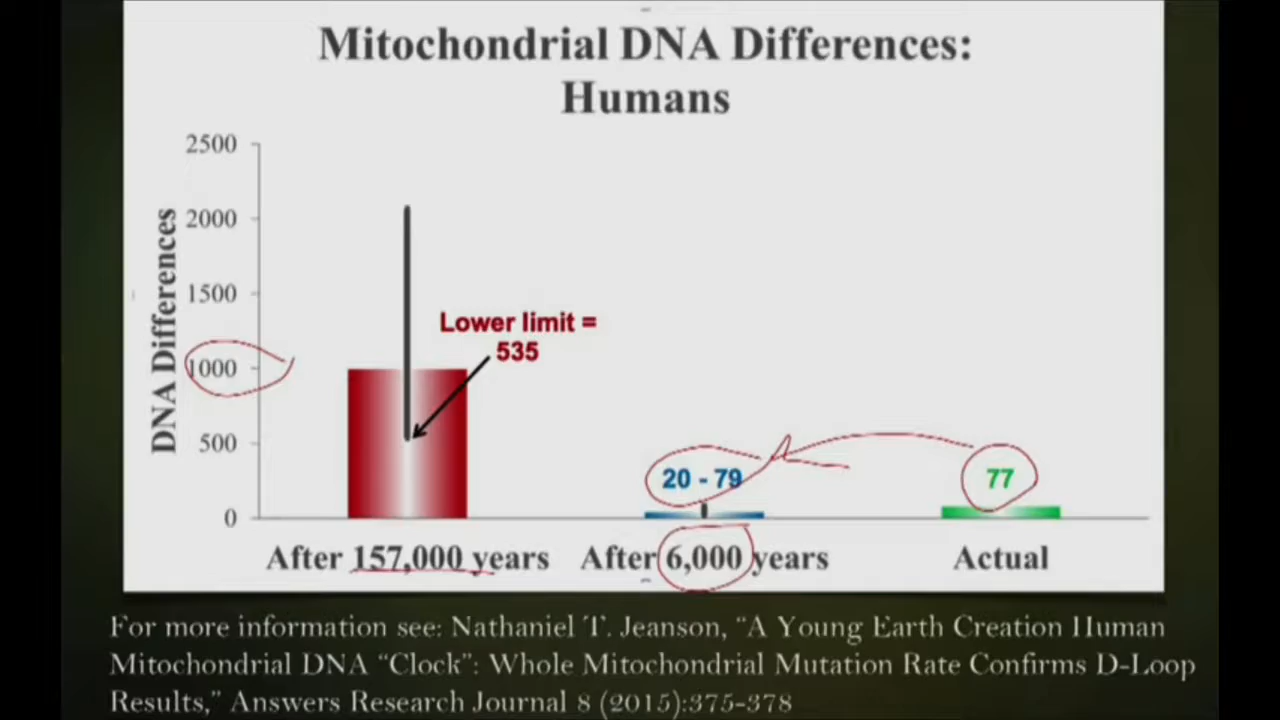 Mitochondrial DNA Differences:
Humans
DNA Differences
2500
2000
1500
1000
500
0
Lower limit =
535
20 - 79
77
After 157,000 years
After 6,000 years
Actual
For more information see: Nathaniel T. Jeanson, “A Young Earth Creation Human
Mitochondrial DNA “Clock”: Whole Mitochondrial Mutation Rate Confirms D-Loop
Results,” Answers Research Journal 8 (2015):375-378